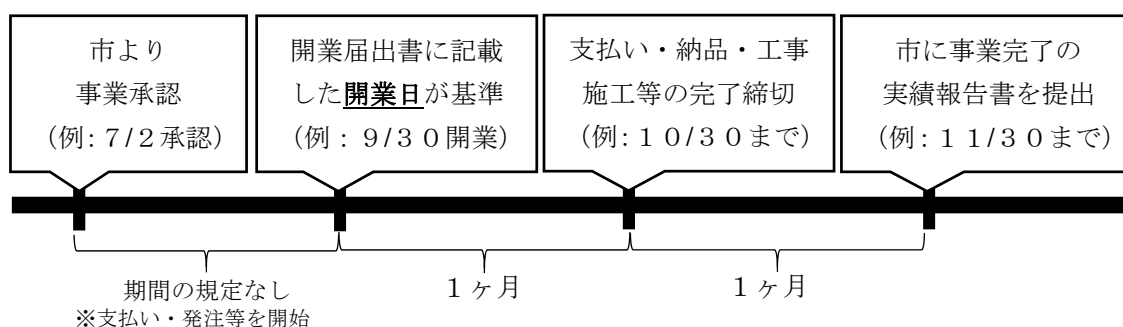 市より
事業承認
(例：７/２承認)
開業届出書に記載
した開業日が基準
(例：９/３０開業)
支払い・納品・工事
施工等の完了締切
(例：１０/３０まで)
市に事業完了の
実績報告書を提出
(例：１１/３０まで)
期間の規定なし
※支払い・発注等を開始
１ヶ月
１ヶ月